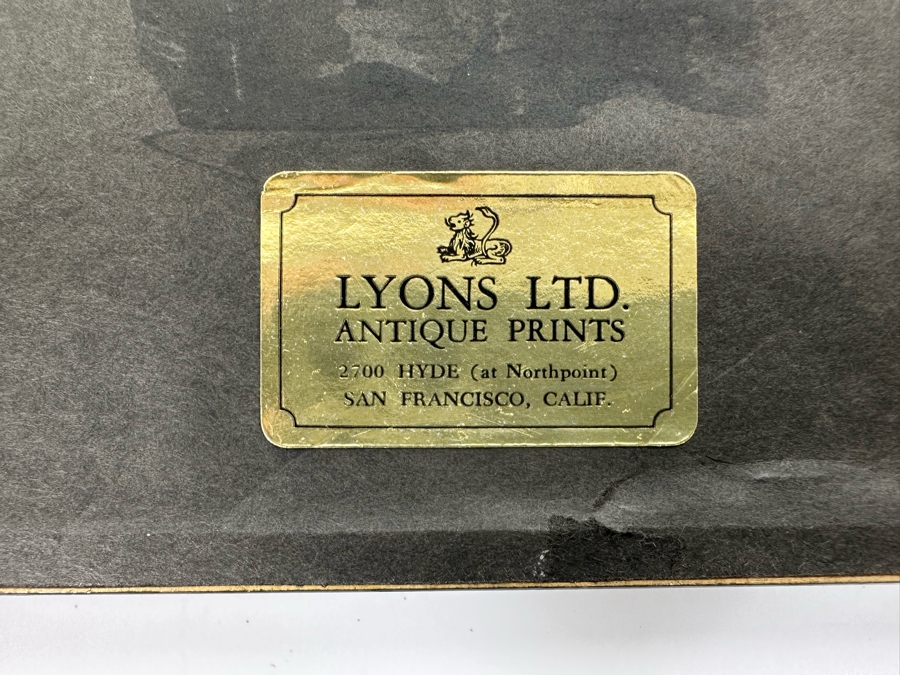 LYONS LTD.
ANTIQUE PRINTS
2700 HYDE (at Northpoint)
SAN FRANCISCO, CALIF.